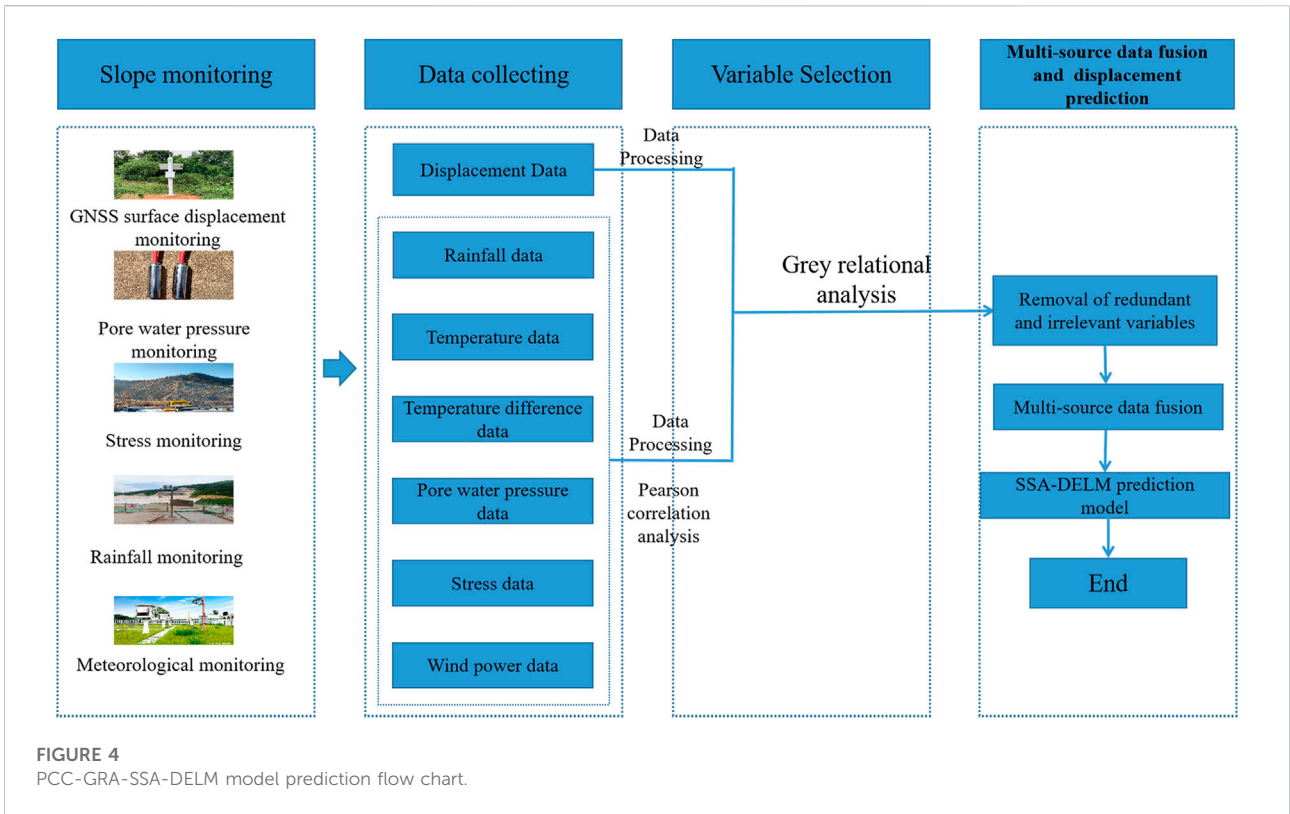 Slope monitoring
Data collecting
Variable Selection
Multi-source data fusion
and displacement
prediction
GNSS surface displacement
monitoring
Pore water pressure
monitoring
Stress monitoring
Rainfall monitoring
Meteorological monitoring
Displacement Data
Rainfall data
Temperature data
Temperature difference
data
Pore water pressure
data
Stress data
Wind power data
Data
Processing
Data
Processing
Pearson
correlation
analysis
Grey relational
analysis
Removal of redundant
and irrelevant variables
Multi-source data fusion
SSA-DELM prediction
model
End
FIGURE 4
PCC-GRA-SSA-DELM model prediction flow chart.